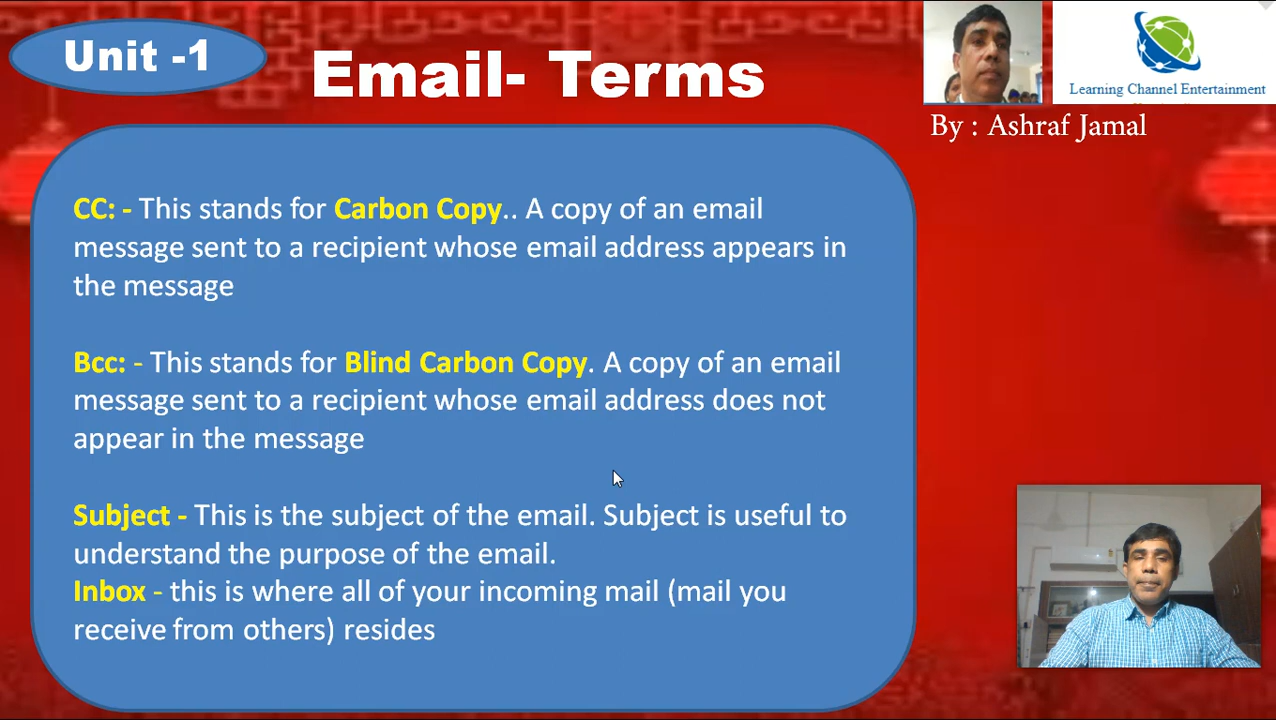 Unit -1
Email- Terms
Learning Channel Entertainment
By : Ashraf Jamal
CC: - This stands for Carbon Copy.. A copy of an email
message sent to a recipient whose email address appears in
the message
Bcc: - This stands for Blind Carbon Copy. A copy of an email
message sent to a recipient whose email address does not
appear in the message
Subject - This is the subject of the email. Subject is useful to
understand the purpose of the email.
Inbox - this is where all of your incoming mail (mail you
receive from others) resides